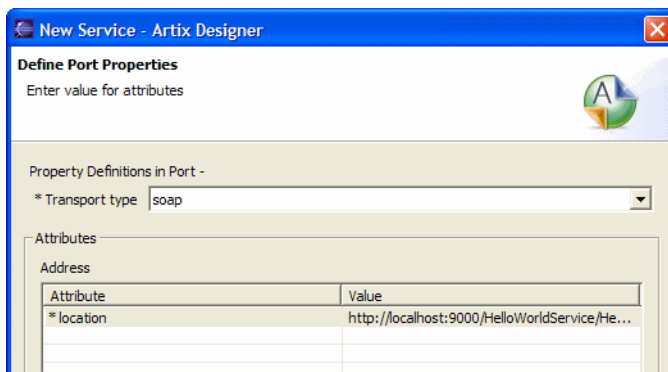 New Service - Artix Designer
Define Port Properties
Enter value for attributes
A
Property Definitions in Port -
* Transport type soap
Attributes
Address
Attribute Value
* location http://localhost:9000/HelloWorldService/He...